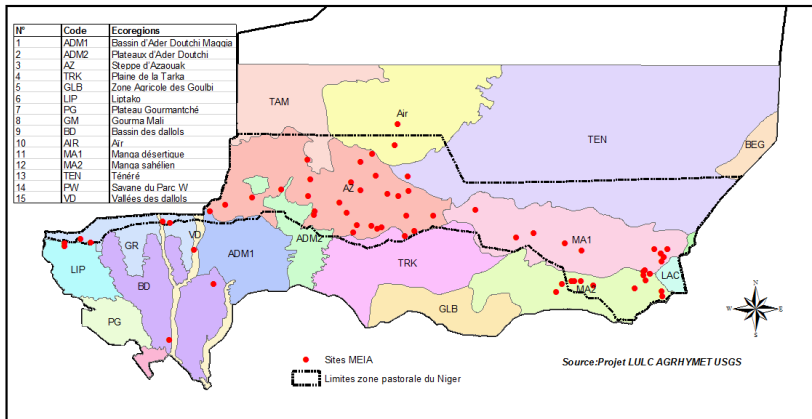 N° Code Ecoregions
1 ADM1 Bassin d'Ader Doutchi Maggia
2 ADM2 Plateaux d'Ader Doutchi
3 AZ Steppe d'Azaouak
4 TRK Plaine de la Tarka
5 GLB Zone Agricole des Goulbi
6 LIP Liptako
7 PG Plateau Gourmantché
8 GM Gourma Mali
9 BD Bassin des dallols
10 AIR Aïr
11 MA1 Manga désertique
12 MA2 Manga sahélien
13 TEN Ténéré
14 PW Savane du Parc W
15 VD Vallées des dallols
TAM
Air
TEN
BEG
AZ
VD
GR
ADM2
MA1
ADM1
TRK
LIP
LAC
BD
MA2
GLB
PG
N
W E
S
Sites MEIA
Limites zone pastorale du Niger
Source:Projet LULC AGRHYMET USGS